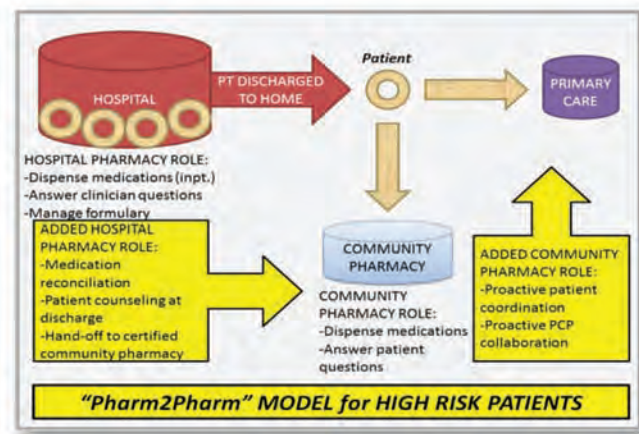 HOSPITAL
PT DISCHARGED
TO HOME
Patient
PRIMARY
CARE
HOSPITAL PHARMACY ROLE:
-Dispense medications (inpt.)
-Answer clinician questions
-Manage formulary
ADDED HOSPITAL
PHARMACY ROLE:
-Medication
reconciliation
-Patient counseling at
discharge
-Hand-off to certified
community pharmacy
COMMUNITY
PHARMACY
COMMUNITY
PHARMACY ROLE:
-Dispense medications
-Answer patient
questions
ADDED COMMUNITY
PHARMACY ROLE:
-Proactive patient
coordination
-Proactive PCP
collaboration
"Pharm2Pharm" MODEL for HIGH RISK PATIENTS